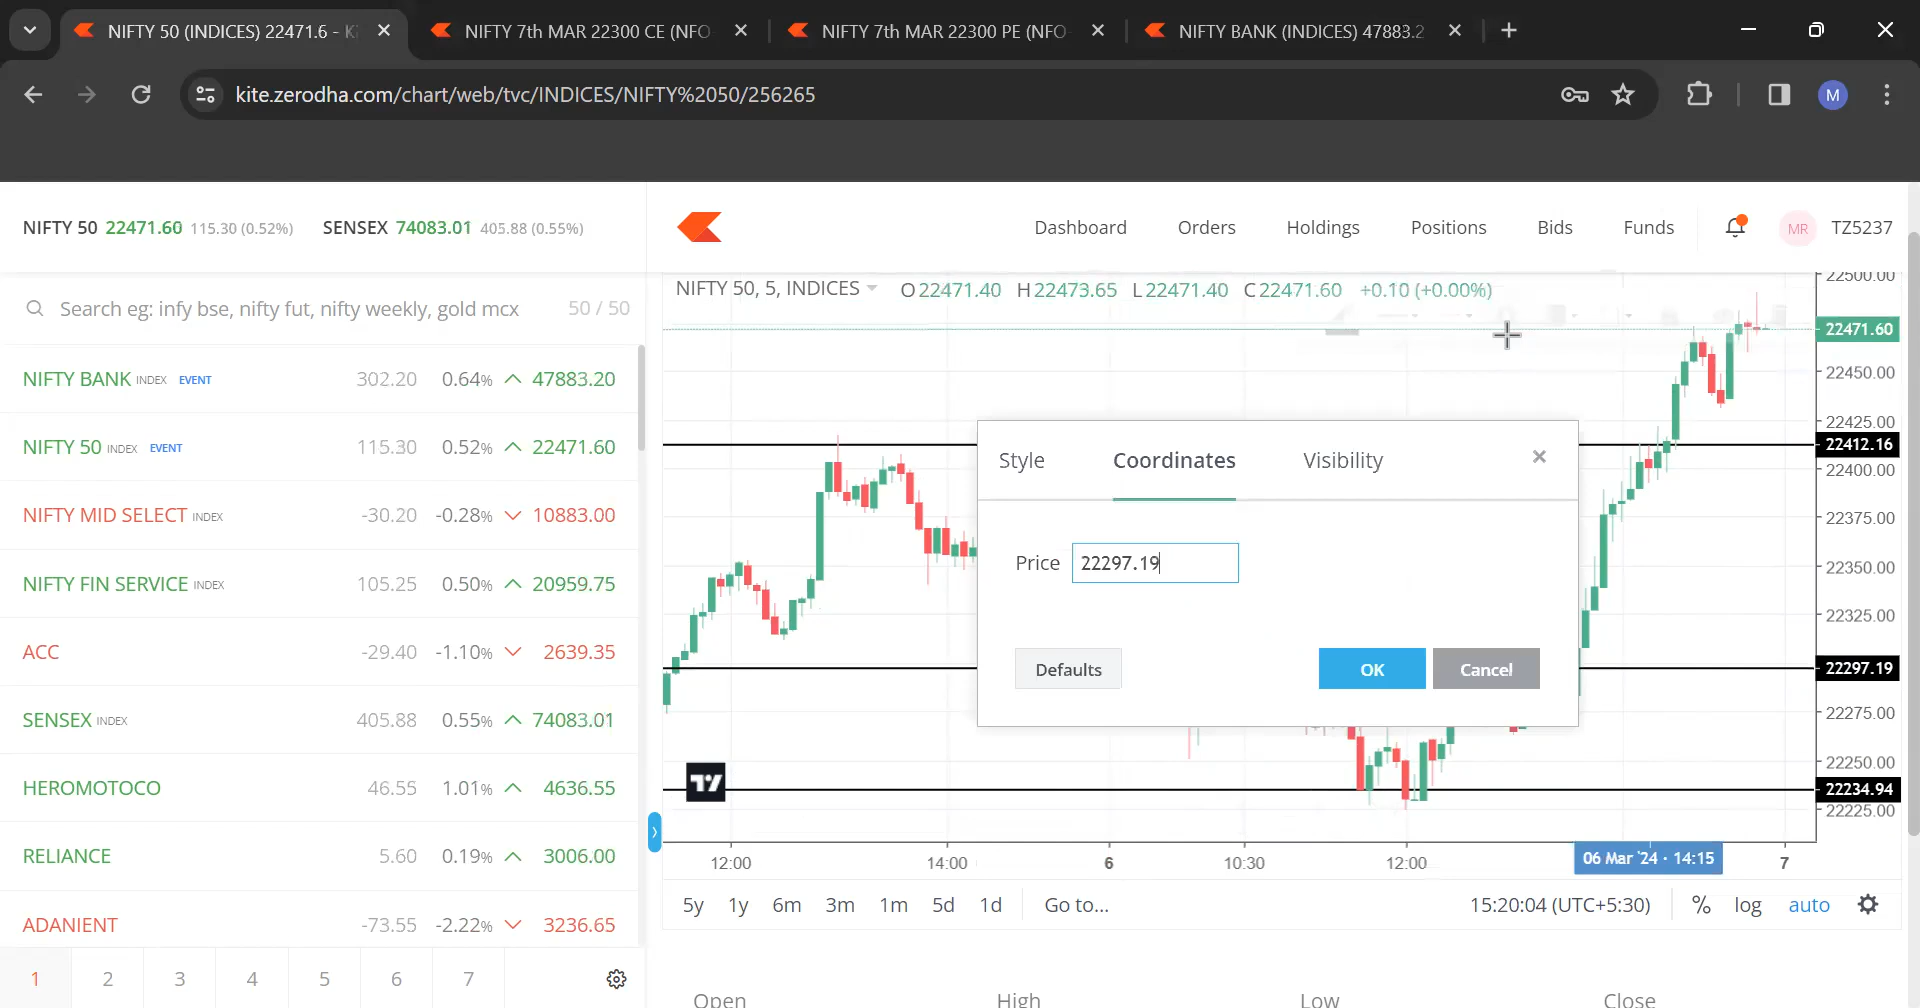 NIFTY 50 (INDICES) 22471.6 - Ki
NIFTY 7th MAR 22300 CE (NFO-
NIFTY 7th MAR 22300 PE (NFO-
NIFTY BANK (INDICES) 47883.2
kite.zerodha.com/chart/web/tvc/INDICES/NIFTY%2050/256265
M
NIFTY 50 22471.60 115.30 (0.52%) SENSEX 74083.01 405.88 (0.55%)
Dashboard Orders Holdings Positions Bids Funds MR TZ5237
Search eg: infy bse, nifty fut, nifty weekly, gold mcx 50 / 50
NIFTY BANK INDEX EVENT 302.20 0.64% 47883.20
NIFTY 50 INDEX EVENT 115.30 0.52% 22471.60
NIFTY MID SELECT INDEX -30.20 -0.28% 10883.00
NIFTY FIN SERVICE INDEX 105.25 0.50% 20959.75
ACC -29.40 -1.10% 2639.35
SENSEX INDEX 405.88 0.55% 74083.01
HEROMOTOCO 46.55 1.01% 4636.55
RELIANCE 5.60 0.19% 3006.00
ADANIENT -73.55 -2.22% 3236.65
1 2 3 4 5 6 7
NIFTY 50, 5, INDICES O22471.40 H22473.65 L22471.40 C22471.60 +0.10 (+0.00%)
22500.00
22471.60
22450.00
22425.00
22412.16
22400.00
22375.00
22350.00
22325.00
22297.19
22275.00
22250.00
22234.94
22225.00
Style Coordinates Visibility ×
Price 22297.19
Defaults OK Cancel
12:00 14:00 6 10:30 12:00 06 Mar '24 · 14:15 7
5y 1y 6m 3m 1m 5d 1d Go to... 15:20:04 (UTC+5:30) % log auto
Open High Low Close